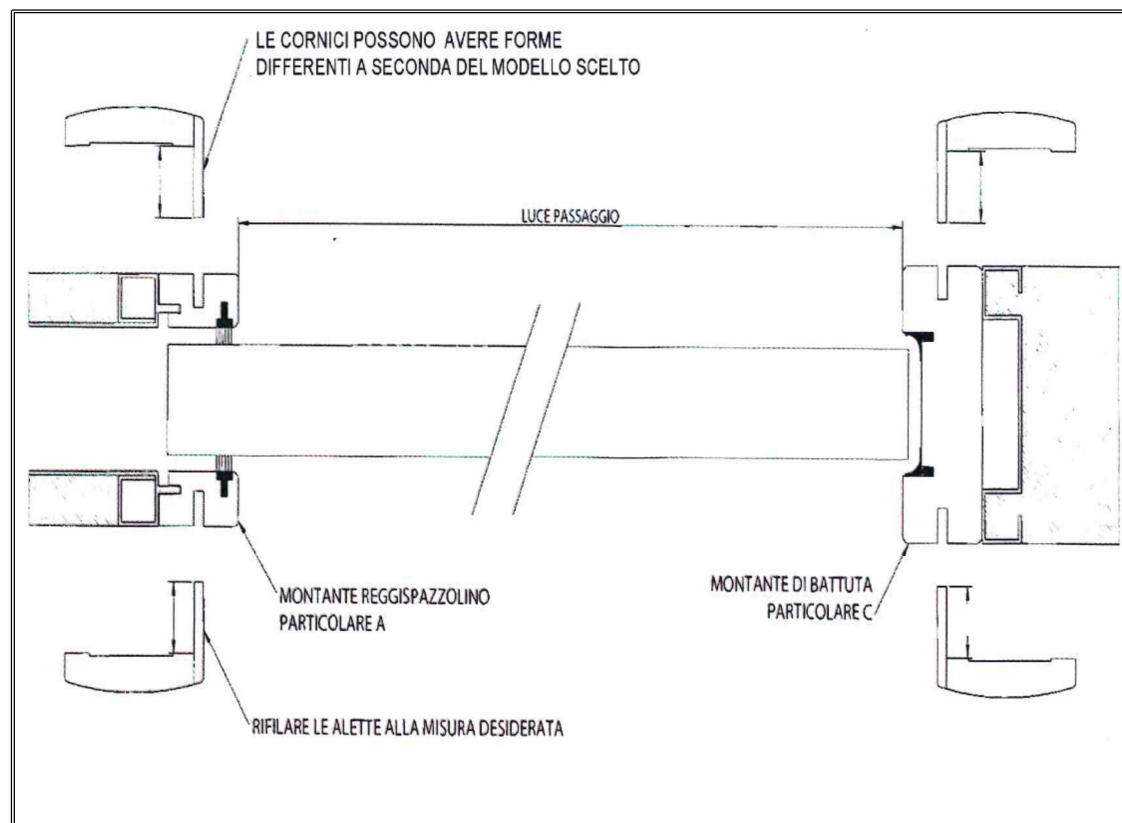 LE CORNICI POSSONO AVERE FORME
DIFFERENTI A SECONDA DEL MODELLO SCELTO
LUCE PASSAGGIO
MONTANTE REGGISPAZZOLINO
PARTICOLARE A
MONTANTE DI BATTUTA
PARTICOLARE C
RIFILARE LE ALETTE ALLA MISURA DESIDERATA